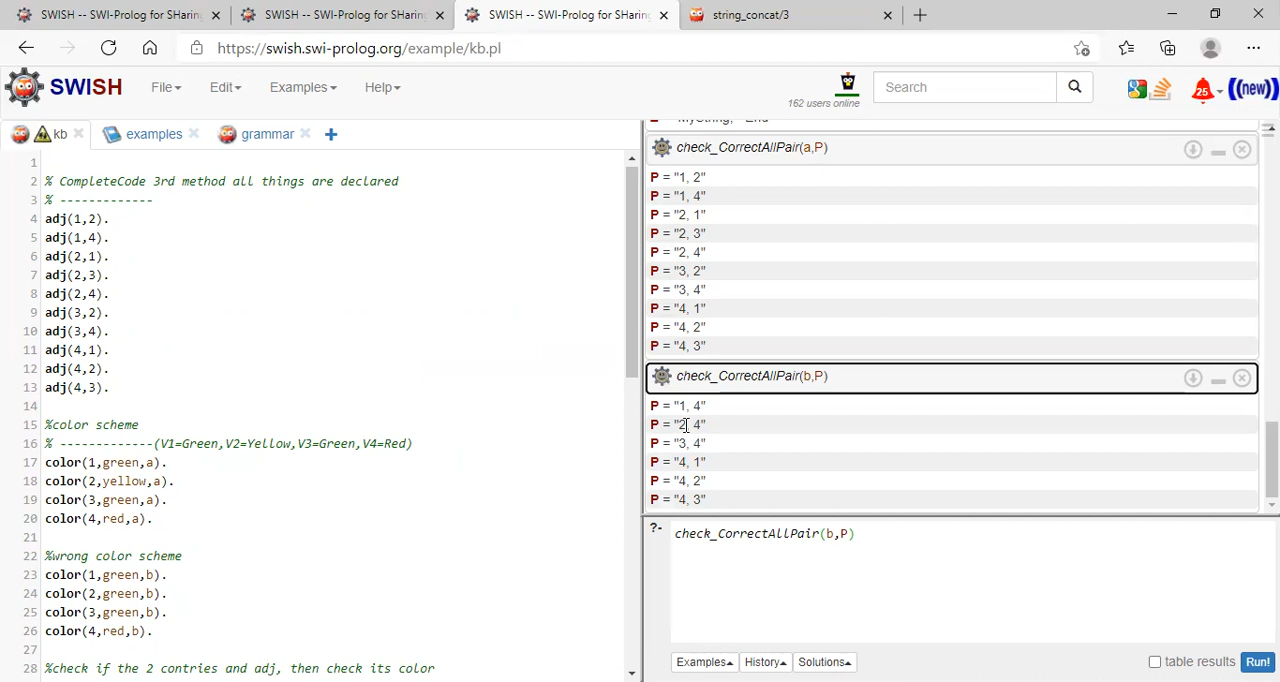 SWISH -- SWI-Prolog for SHarin
SWISH -- SWI-Prolog for SHarin
SWISH -- SWI-Prolog for SHarin
string_concat/3
https://swish.swi-prolog.org/example/kb.pl
SWISH
File
Edit
Examples
Help
162 users online
Search
25
((new))
kb
examples
grammar
1
2 % CompleteCode 3rd method all things are declared
3 % -------------
4 adj(1,2).
5 adj(1,4).
6 adj(2,1).
7 adj(2,3).
8 adj(2,4).
9 adj(3,2).
10 adj(3,4).
11 adj(4,1).
12 adj(4,2).
13 adj(4,3).
14
15 %color scheme
16 % -------------(V1=Green,V2=Yellow,V3=Green,V4=Red)
17 color(1,green,a).
18 color(2,yellow,a).
19 color(3,green,a).
20 color(4,red,a).
21
22 %wrong color scheme
23 color(1,green,b).
24 color(2,green,b).
25 color(3,green,b).
26 color(4,red,b).
27
28 %check if the 2 contries and adj, then check its color
check_CorrectAllPair(a,P)
P = "1, 2"
P = "1, 4"
P = "2, 1"
P = "2, 3"
P = "2, 4"
P = "3, 2"
P = "3, 4"
P = "4, 1"
P = "4, 2"
P = "4, 3"
check_CorrectAllPair(b,P)
P = "1, 4"
P = "2, 4"
P = "3, 4"
P = "4, 1"
P = "4, 2"
P = "4, 3"
?- check_CorrectAllPair(b,P)
Examples
History
Solutions
table results
Run!